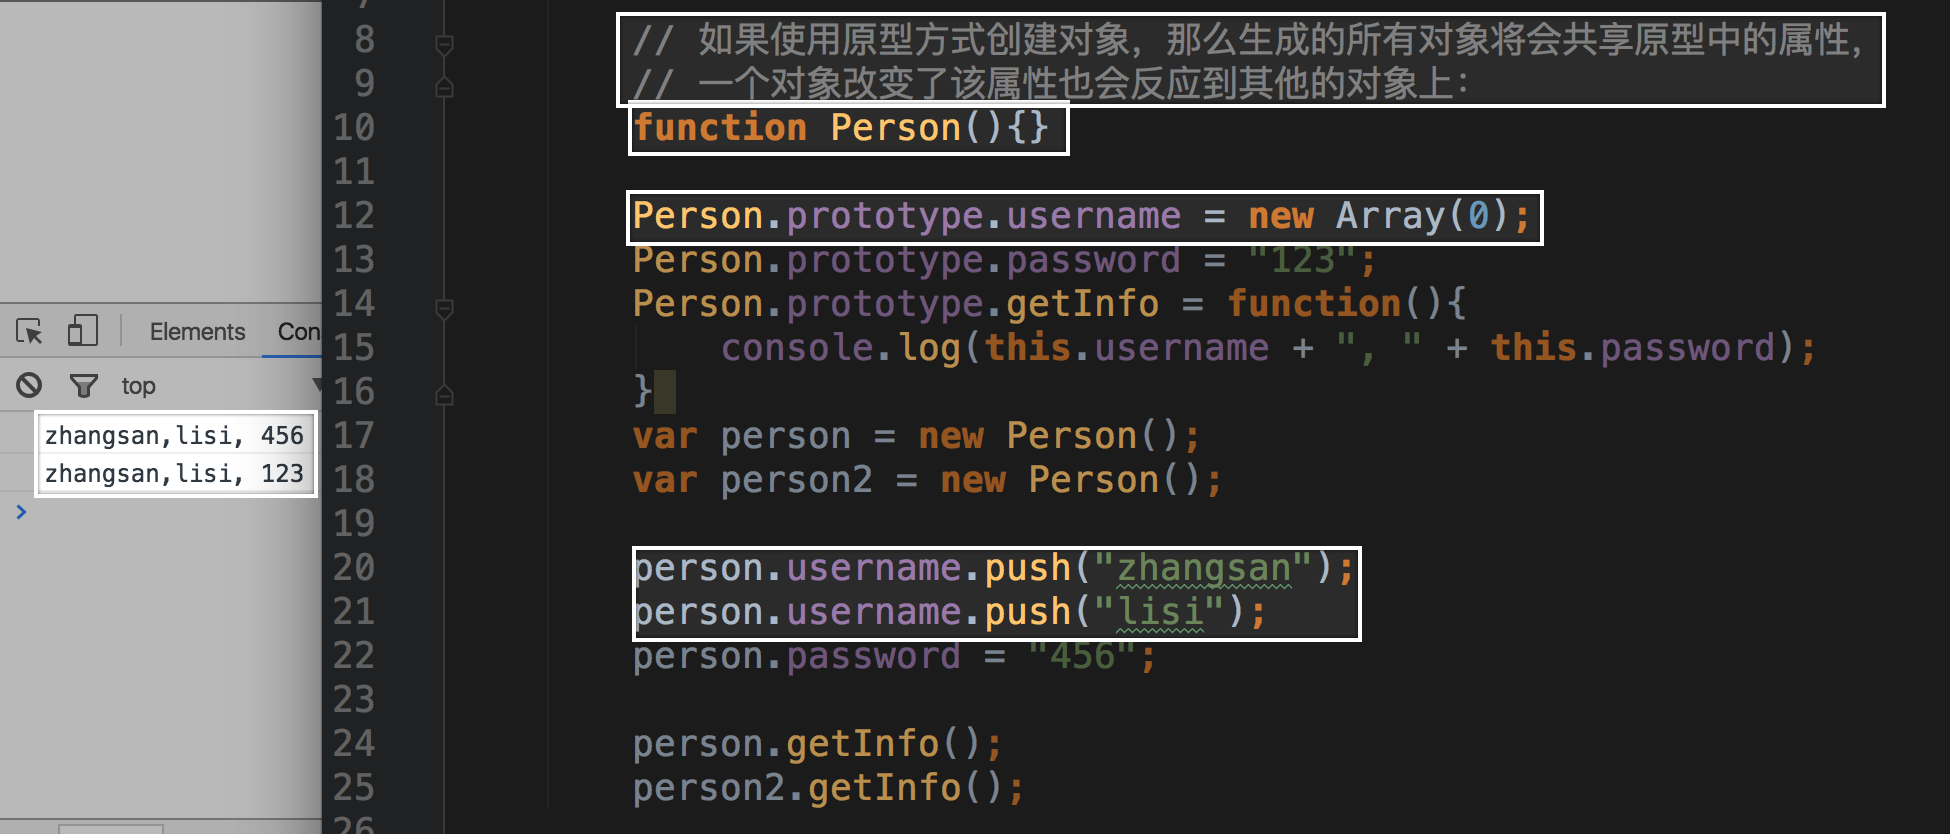 Elements Con
top
zhangsan,lisi, 456
zhangsan,lisi, 123
>
8 // 如果使用原型方式创建对象，那么生成的所有对象将会共享原型中的属性，
9 // 一个对象改变了该属性也会反应到其他的对象上：
10 function Person(){}
11
12 Person.prototype.username = new Array(0);
13 Person.prototype.password = "123";
14 Person.prototype.getInfo = function(){
15 console.log(this.username + ", " + this.password);
16 }
17 var person = new Person();
18 var person2 = new Person();
19
20 person.username.push("zhangsan");
21 person.username.push("lisi");
22 person.password = "456";
23
24 person.getInfo();
25 person2.getInfo();
26